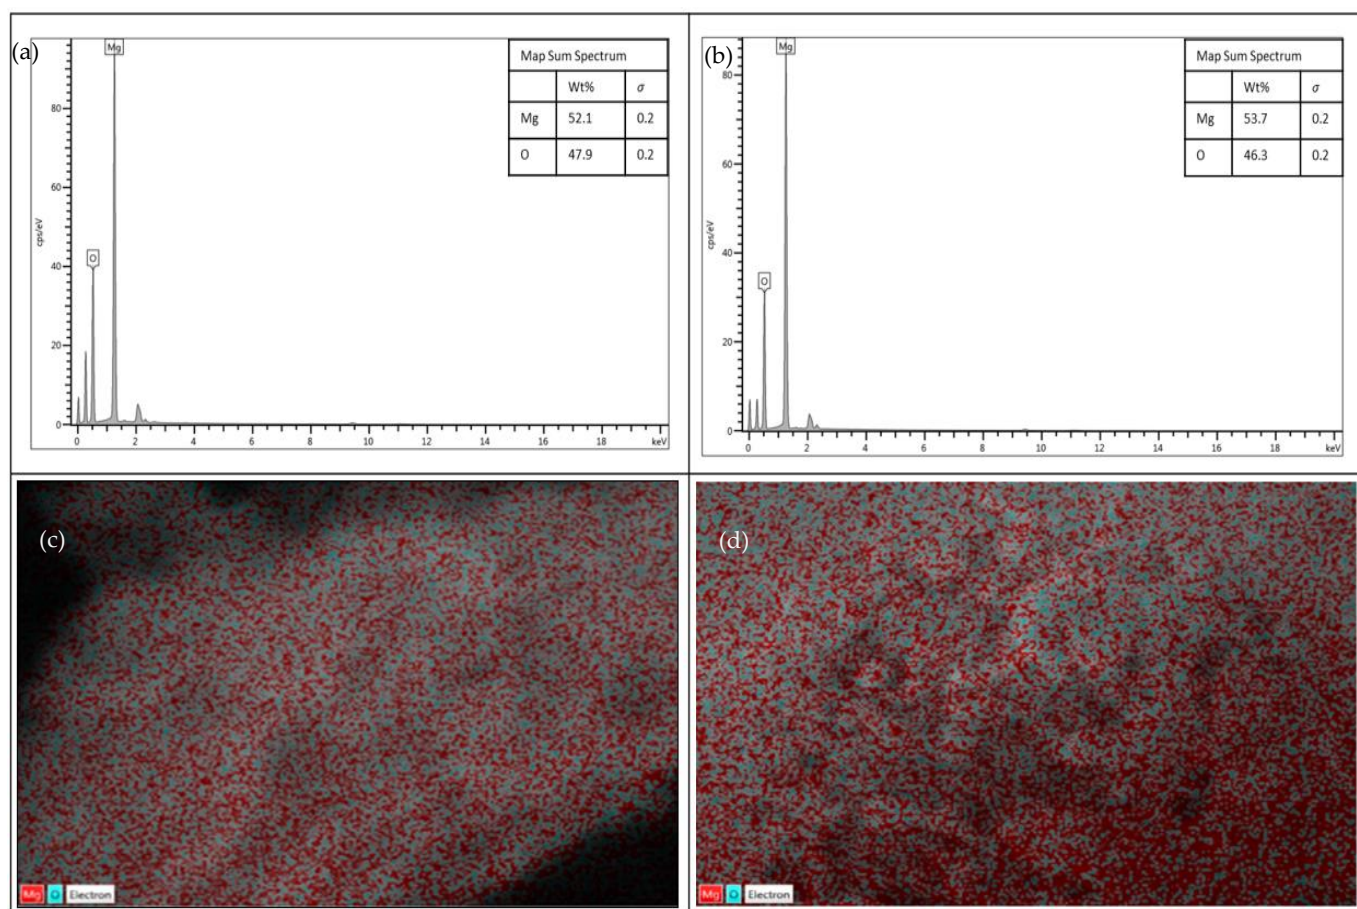 (a)
Mg
O
cps/eV
80
60
40
20
0
0 2 4 6 8 10 12 14 16 18 keV
Map Sum Spectrum
Wt% σ
Mg 52.1 0.2
O 47.9 0.2
(b)
Mg
O
cps/eV
80
60
40
20
0
0 2 4 6 8 10 12 14 16 18 keV
Map Sum Spectrum
Wt% σ
Mg 53.7 0.2
O 46.3 0.2
(c)
Mg O Electron
(d)
Mg O Electron